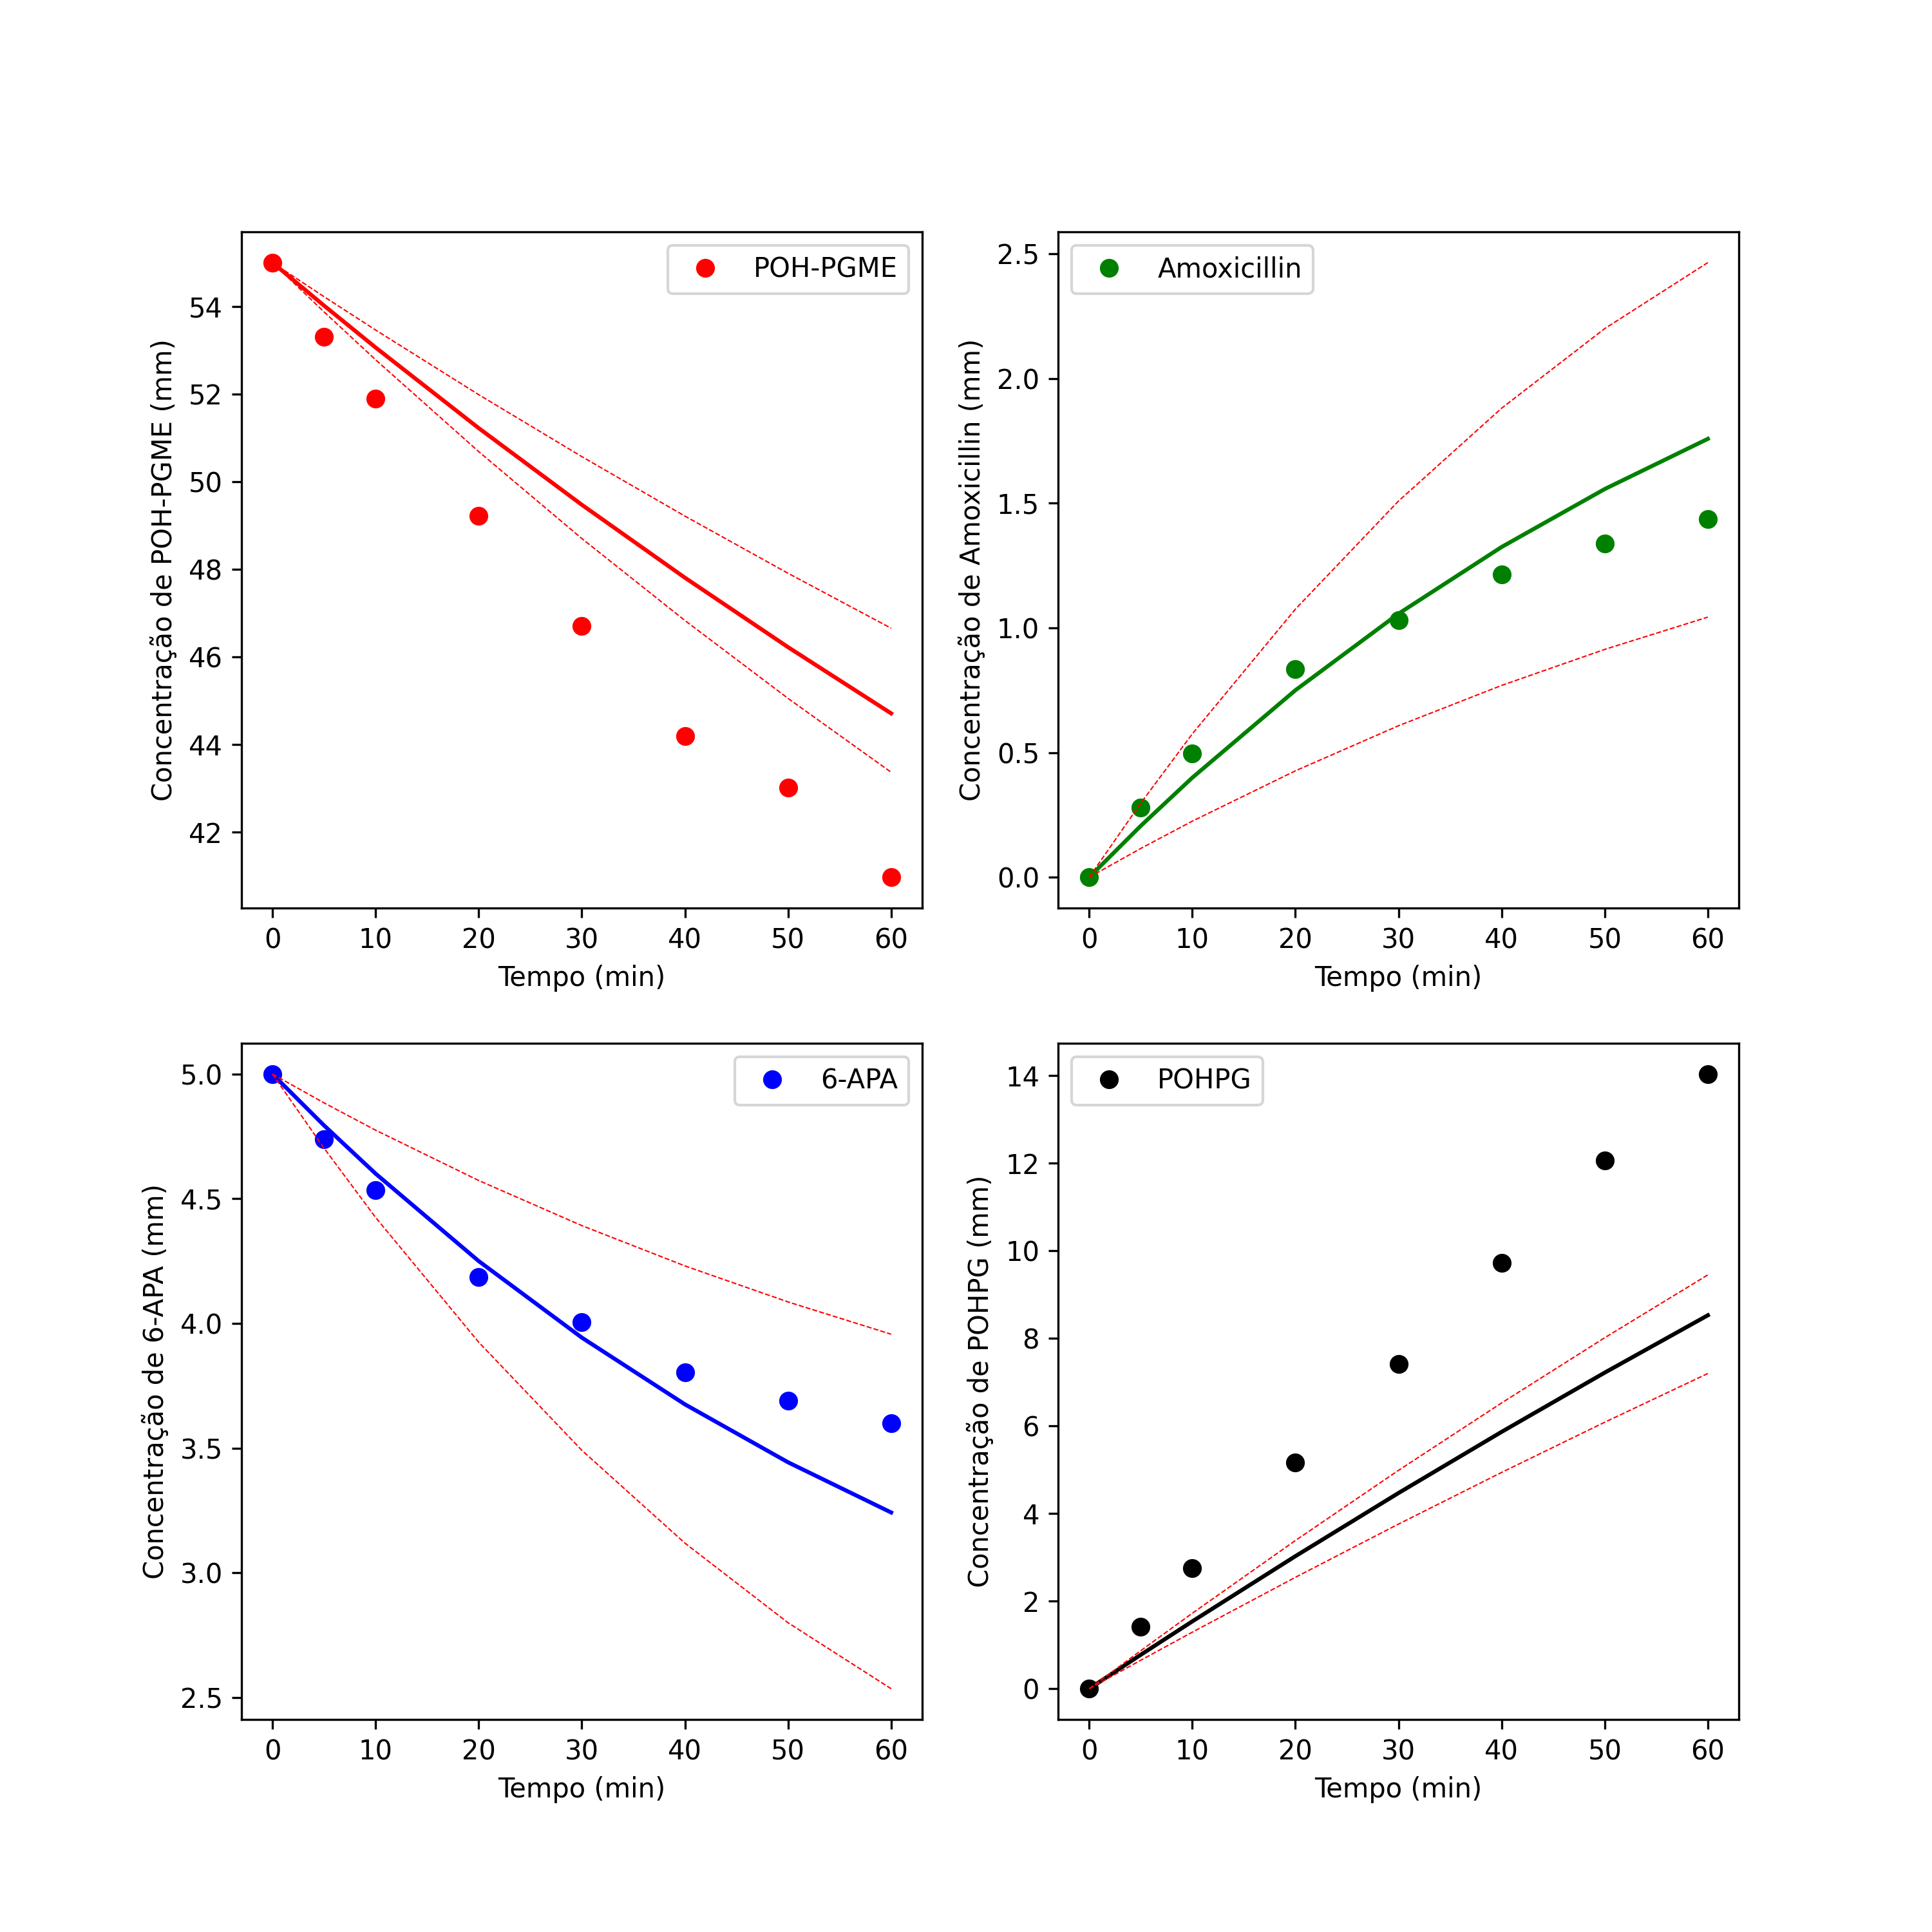 POH-PGME
Concentração de POH-PGME (mm)
54
52
50
48
46
44
42
0 10 20 30 40 50 60
Tempo (min)
Amoxicillin
Concentração de Amoxicillin (mm)
2.5
2.0
1.5
1.0
0.5
0.0
0 10 20 30 40 50 60
Tempo (min)
6-APA
Concentração de 6-APA (mm)
5.0
4.5
4.0
3.5
3.0
2.5
0 10 20 30 40 50 60
Tempo (min)
POHPG
Concentração de POHPG (mm)
14
12
10
8
6
4
2
0
0 10 20 30 40 50 60
Tempo (min)